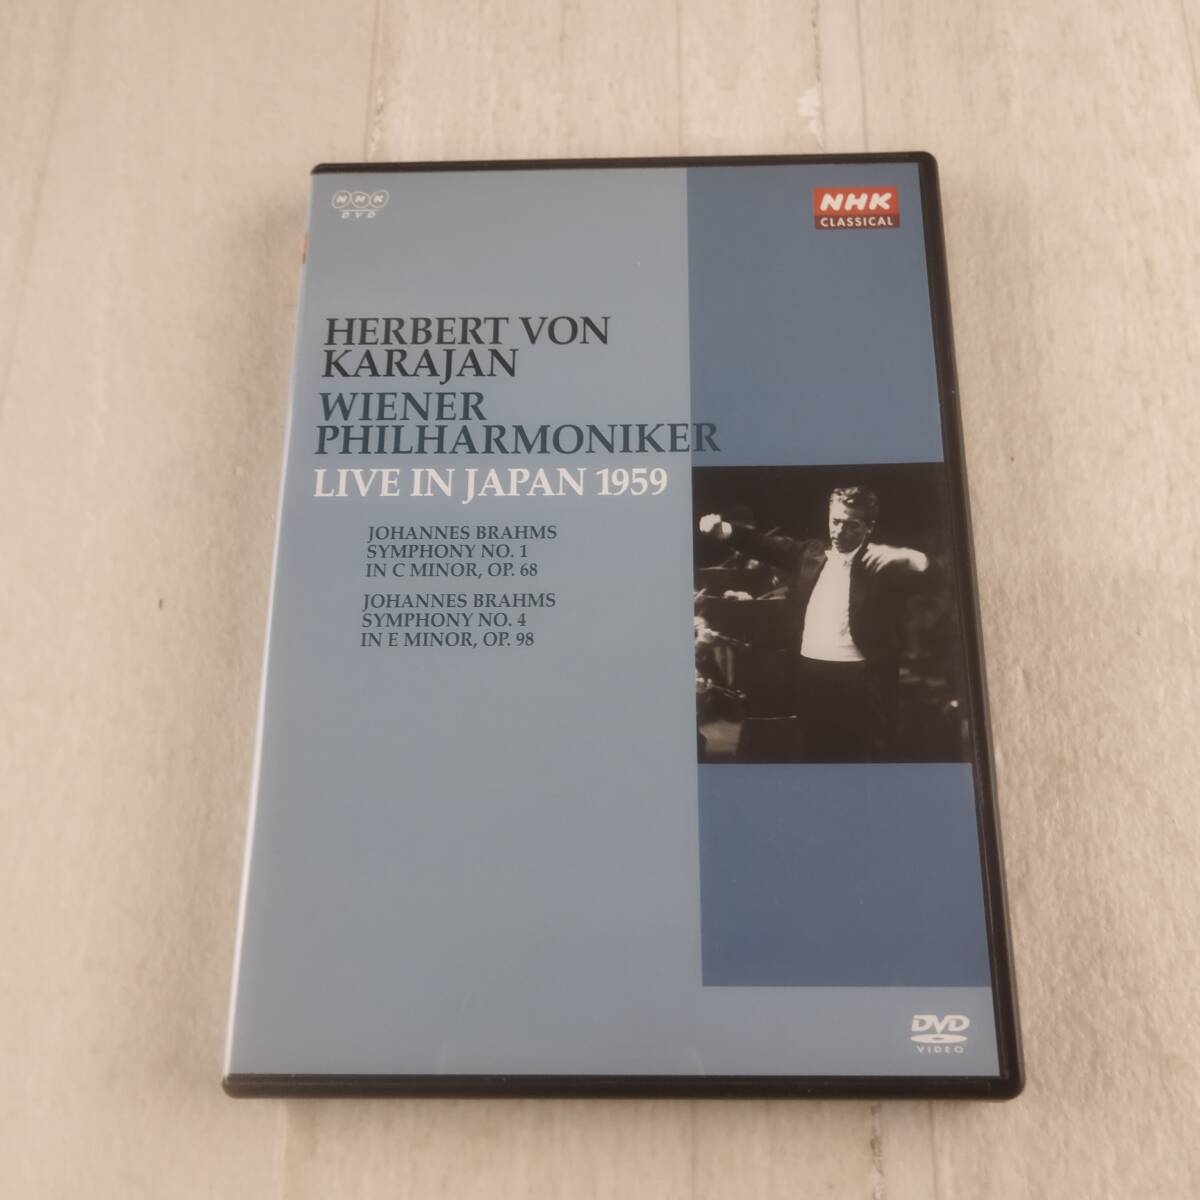 NHK
DVD
NHK
CLASSICAL
HERBERT VON
KARAJAN
WIENER
PHILHARMONIKER
LIVE IN JAPAN 1959
JOHANNES BRAHMS
SYMPHONY NO. 1
IN C MINOR, OP. 68
JOHANNES BRAHMS
SYMPHONY NO. 4
IN E MINOR, OP. 98
DVD
VIDEO